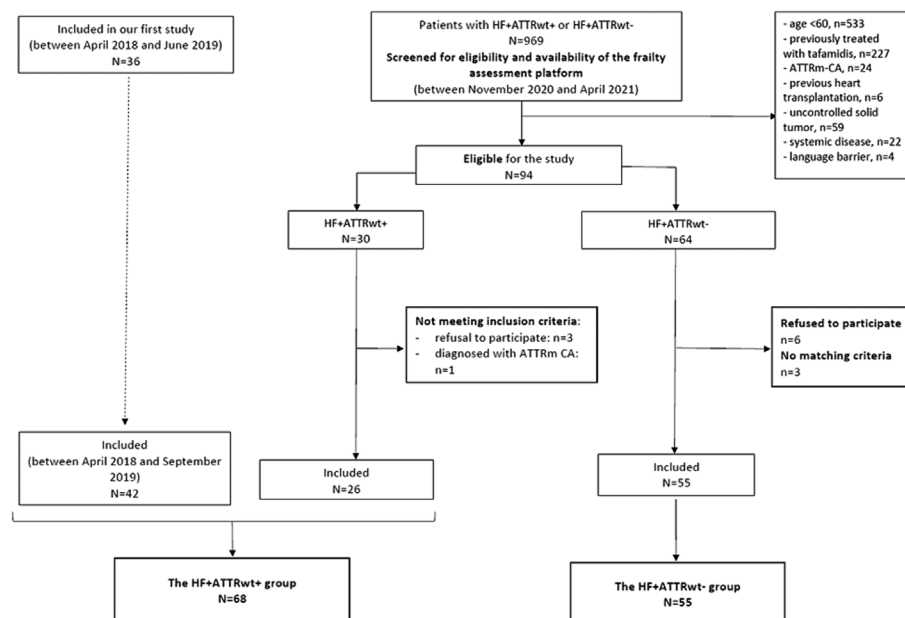 Included in our first study
(between April 2018 and June 2019)
N=36
Patients with HF+ATTRwt+ or HF+ATTRwt-
N=969
Screened for eligibility and availability of the frailty
assessment platform
(between November 2020 and April 2021)
- age <60, n=533
- previously treated
with tafamidis, n=227
- ATTRm-CA, n=24
- previous heart
transplantation, n=6
- uncontrolled solid
tumor, n=59
- systemic disease, n=22
- language barrier, n=4
Eligible for the study
N=94
HF+ATTRwt+
N=30
HF+ATTRwt-
N=64
Not meeting inclusion criteria:
- refusal to participate: n=3
- diagnosed with ATTRm CA:
n=1
Refused to participate
n=6
No matching criteria
n=3
Included
(between April 2018 and September
2019)
N=42
Included
N=26
Included
N=55
The HF+ATTRwt+ group
N=68
The HF+ATTRwt- group
N=55